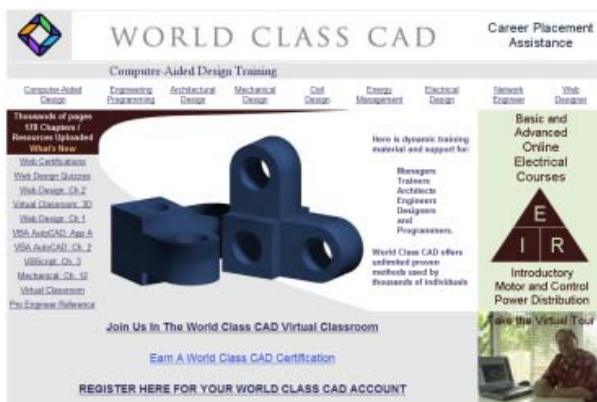 WORLD CLASS CAD
Career Placement
Assistance
Computer-Aided Design Training
Computer-Aided
Design
Engineering
Programming
Architectural
Design
Mechanical
Design
Civil
Design
Energy
Management
Electrical
Design
Network
Engineer
Web
Designer
Thousands of pages
178 Chapters /
Resources Uploaded
What's New
Web Certifications
Web Design Quizzes
Web Design, Ch 2
Virtual Classroom, 3D
Web Design, Ch 1
VBA AutoCAD, App A
VBA AutoCAD, Ch. 2
VBScript, Ch. 3
Mechanical, Ch. 12
Virtual Classroom
Pro Engineer Reference
Here is dynamic training
material and support for:
Managers
Trainers
Architects
Engineers
Designers
and
Programmers.
World Class CAD offers
unlimited proven
methods used by
thousands of individuals
Join Us In The World Class CAD Virtual Classroom
Earn A World Class CAD Certification
REGISTER HERE FOR YOUR WORLD CLASS CAD ACCOUNT
Basic and
Advanced
Online
Electrical
Courses
E
I R
Introductory
Motor and Control
Power Distribution
Take the Virtual Tour